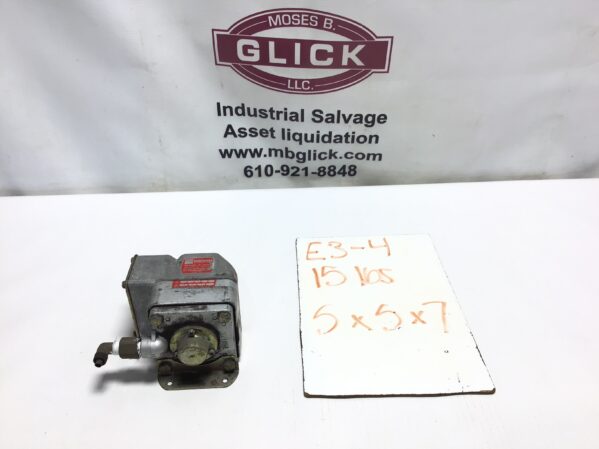 MOSES B.
GLICK
LLC.
Industrial Salvage
Asset liquidation
www.mbglick.com
610-921-8848
E3-4
15 lbs
5 x 5 x 7